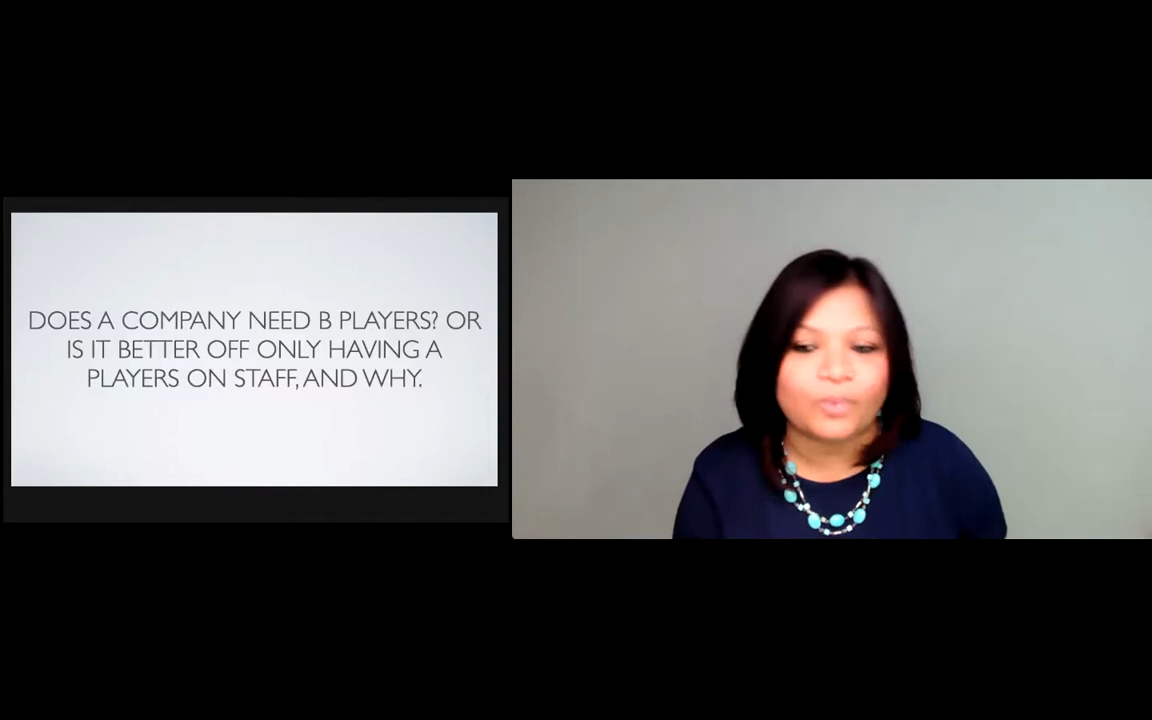 DOES A COMPANY NEED B PLAYERS? OR
IS IT BETTER OFF ONLY HAVING A
PLAYERS ON STAFF, AND WHY.